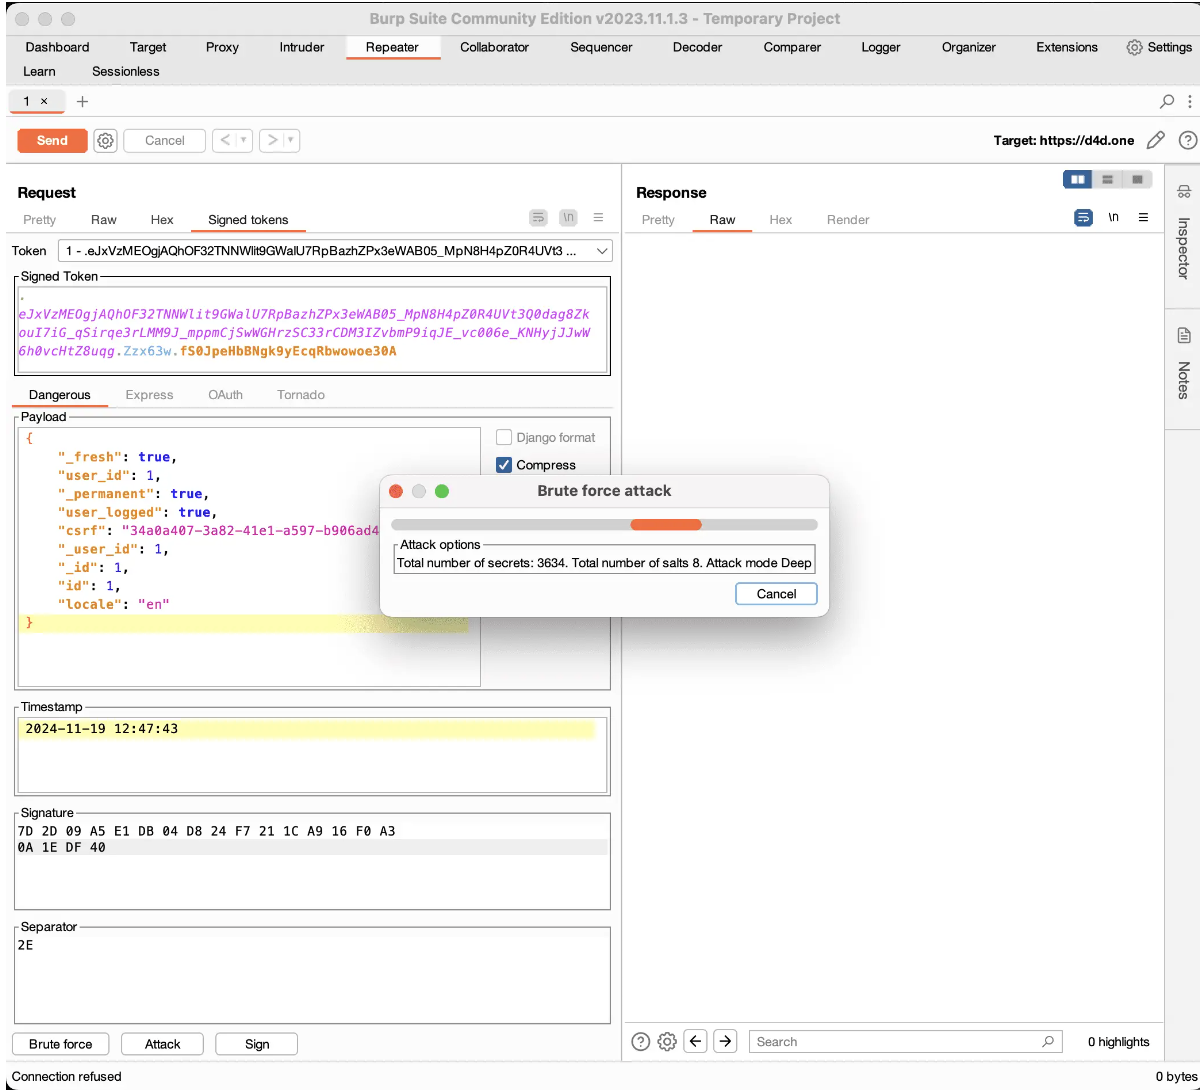 Burp Suite Community Edition v2023.11.1.3 - Temporary Project
Dashboard Target Proxy Intruder Repeater Collaborator Sequencer Decoder Comparer Logger Organizer Extensions Settings
Learn Sessionless
1 × +
Send Cancel < >
Target: https://d4d.one
Request
Pretty Raw Hex Signed tokens \n
Token 1 - .eJxVzMEOgjAQhOF32TNNWlit9GWalU7RpBazhZPx3eWAB05_MpN8H4pZ0R4UVt3 ...
Signed Token
.
eJxVzMEOgjAQhOF32TNNWlit9GWalU7RpBazhZPx3eWAB05_MpN8H4pZ0R4UVt3Q0dag8Zk
ouI7iG_qSirqe3rLMM9J_mppmCjSwWGHrzSC33rCDM3IZvbmP9iqJE_vc006e_KNHyjJJwW
6h0vcHtZ8uqg.Zzx63w.fS0JpeHbBNgk9yEcqRbwowoe30A
Dangerous Express OAuth Tornado
Payload
{
"_fresh": true,
"user_id": 1,
"_permanent": true,
"user_logged": true,
"csrf": "34a0a407-3a82-41e1-a597-b906ad4
"_user_id": 1,
"_id": 1,
"id": 1,
"locale": "en"
}
Django format
Compress
Timestamp
2024-11-19 12:47:43
Signature
7D 2D 09 A5 E1 DB 04 D8 24 F7 21 1C A9 16 F0 A3
0A 1E DF 40
Separator
2E
Brute force Attack Sign
Connection refused
Brute force attack
Attack options
Total number of secrets: 3634. Total number of salts 8. Attack mode Deep
Cancel
Response
Pretty Raw Hex Render \n
Inspector
Notes
Search
0 highlights
0 bytes